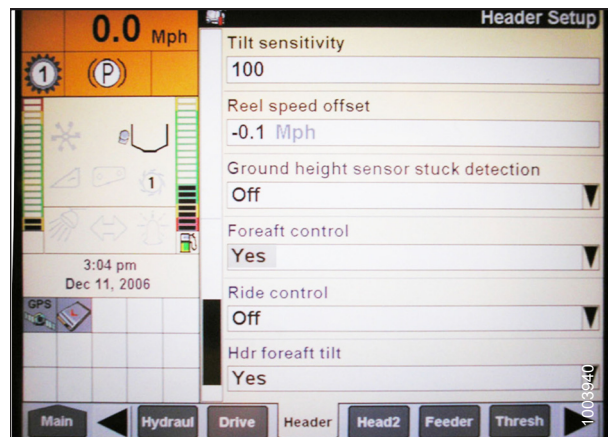 Header Setup
0.0 Mph
1
(P)
1
3:04 pm
Dec 11, 2006
GPS
Tilt sensitivity
100
Reel speed offset
-0.1 Mph
Ground height sensor stuck detection
Off
Foreaft control
Yes
Ride control
Off
Hdr foreaft tilt
Yes
Main
Hydraul
Drive
Header
Head2
Feeder
Thresh
1003940